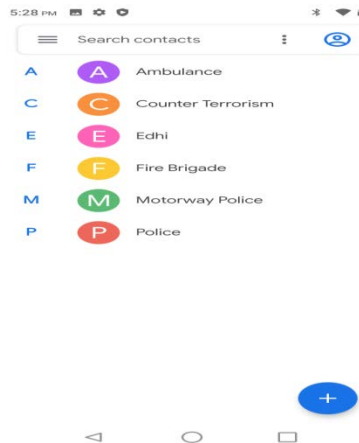 5:28 PM
Search contacts
A A Ambulance
C C Counter Terrorism
E E Edhi
F F Fire Brigade
M M Motorway Police
P P Police